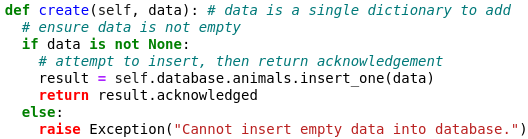 def create(self, data): # data is a single dictionary to add
  # ensure data is not empty
  if data is not None:
    # attempt to insert, then return acknowledgement
    result = self.database.animals.insert_one(data)
    return result.acknowledged
  else:
    raise Exception("Cannot insert empty data into database.")